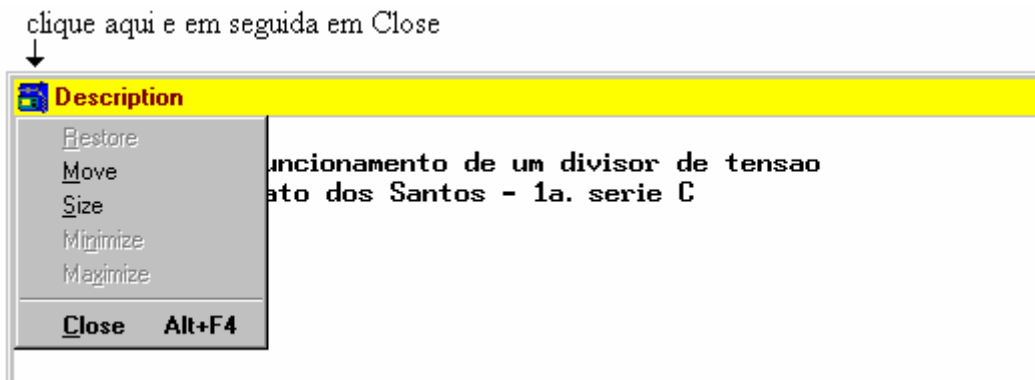 clique aqui e em seguida em Close
Description
Restore
Move
uncionamento de um divisor de tensao
Size
ato dos Santos - 1a. serie C
Minimize
Maximize
Close Alt+F4